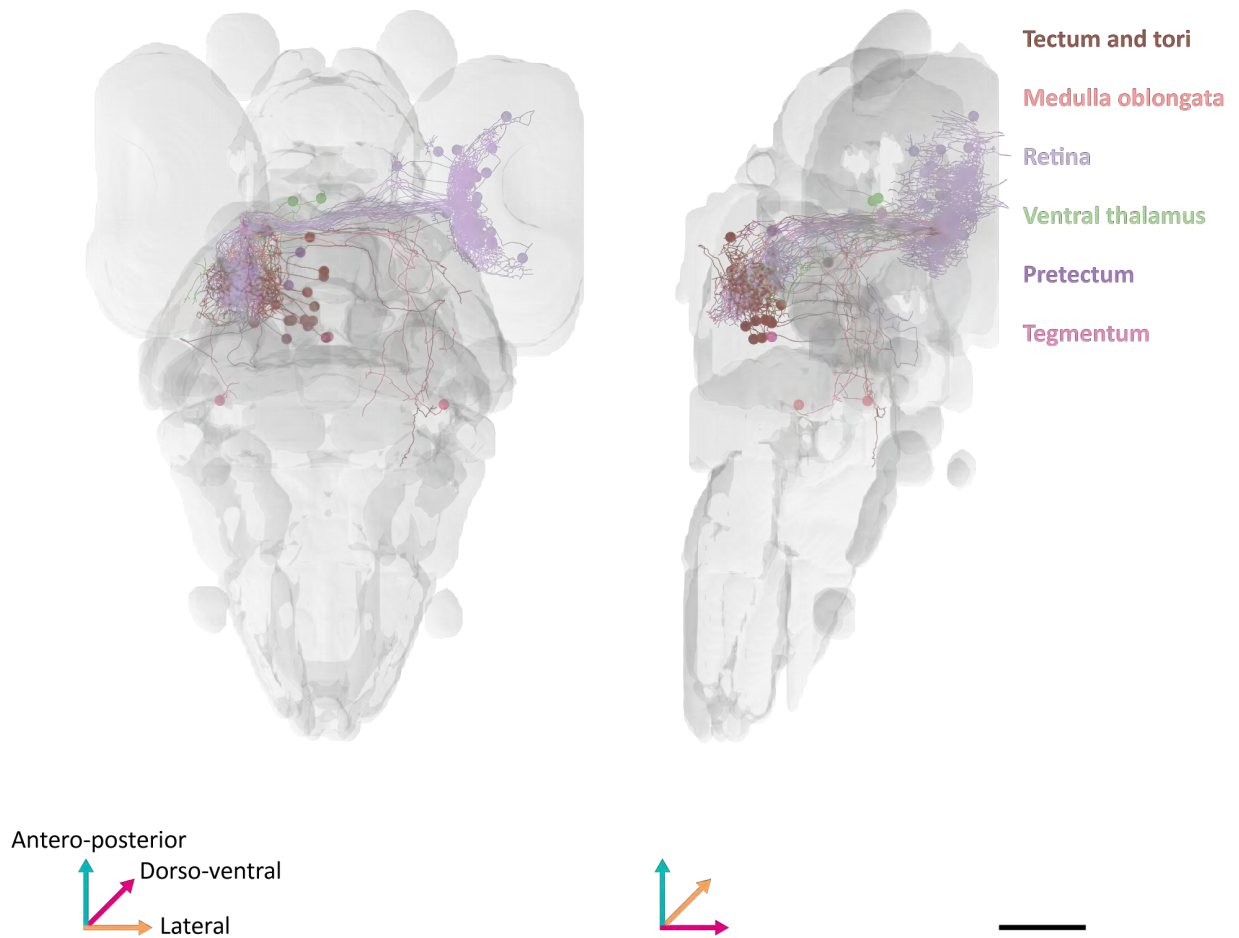 Tectum and tori
Medulla oblongata
Retina
Ventral thalamus
Pretectum
Tegmentum
Antero-posterior
Dorso-ventral
Lateral